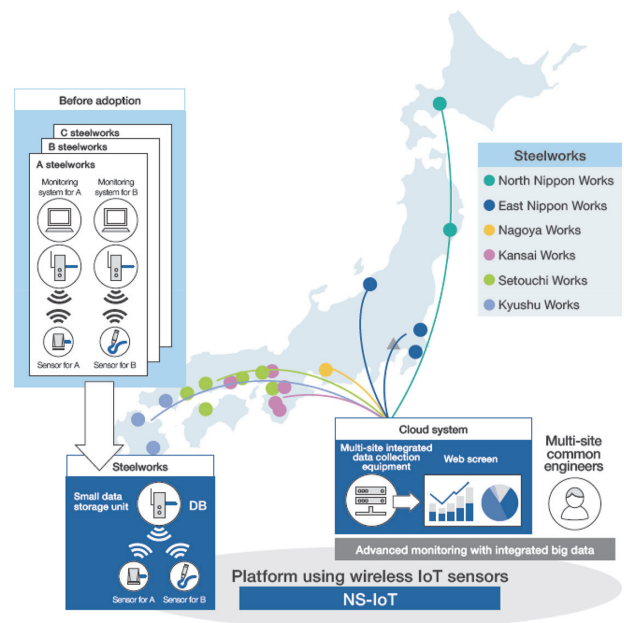 Before adoption
C steelworks
B steelworks
A steelworks
Monitoring
system for A
Monitoring
system for B
Sensor for A
Sensor for B
Steelworks
North Nippon Works
East Nippon Works
Nagoya Works
Kansai Works
Setouchi Works
Kyushu Works
Steelworks
Small data
storage unit
DB
Sensor for A
Sensor for B
Cloud system
Multi-site integrated
data collection
equipment
Web screen
Multi-site
common
engineers
Advanced monitoring with integrated big data
Platform using wireless IoT sensors
NS-IoT